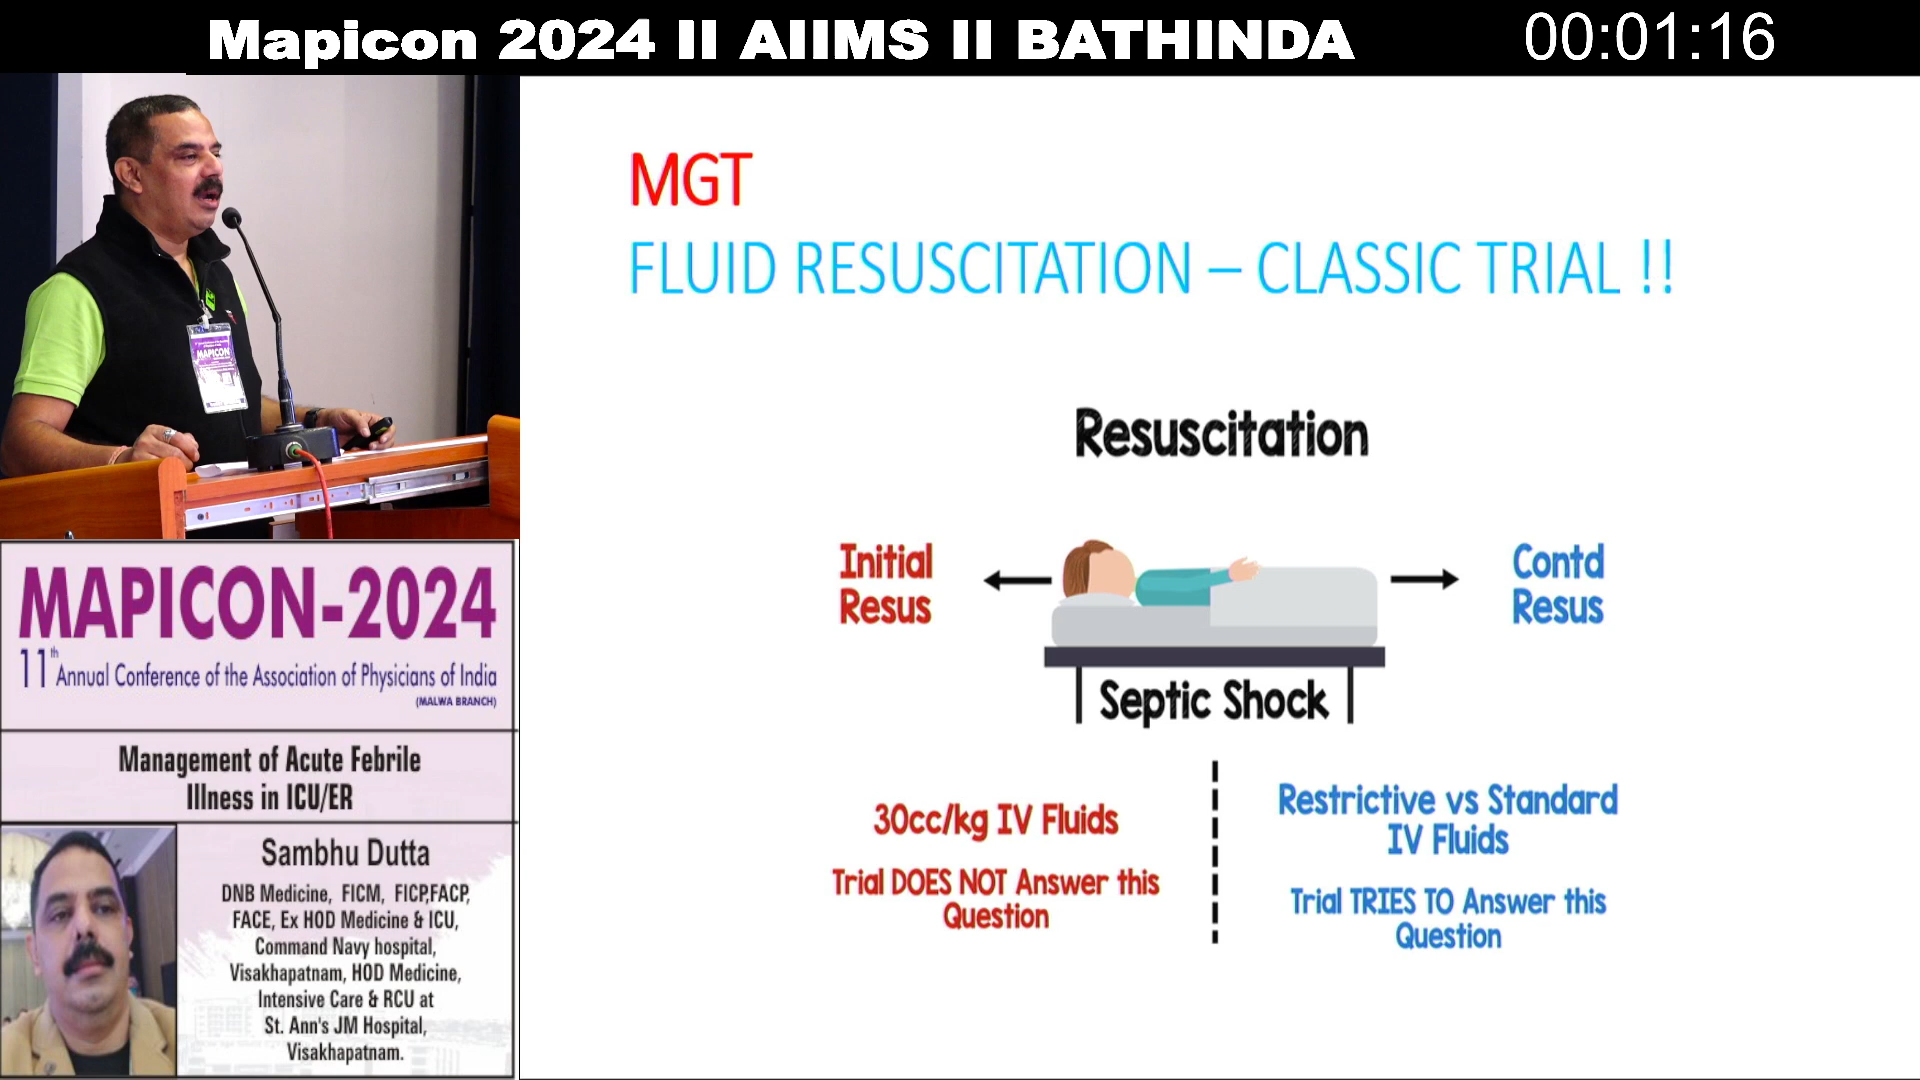 Mapicon 2024 II AIIMS II BATHINDA
00:01:16
MAPICON
MGT
FLUID RESUSCITATION – CLASSIC TRIAL !!
Resuscitation
Initial
Resus
Contd
Resus
Septic Shock
30cc/kg IV Fluids
Trial DOES NOT Answer this
Question
Restrictive vs Standard
IV Fluids
Trial TRIES TO Answer this
Question
MAPICON-2024
11th Annual Conference of the Association of Physicians of India
(MALWA BRANCH)
Management of Acute Febrile
Illness in ICU/ER
Sambhu Dutta
DNB Medicine, FICM, FICP,FACP,
FACE, Ex HOD Medicine & ICU,
Command Navy hospital,
Visakhapatnam, HOD Medicine,
Intensive Care & RCU at
St. Ann's JM Hospital,
Visakhapatnam.